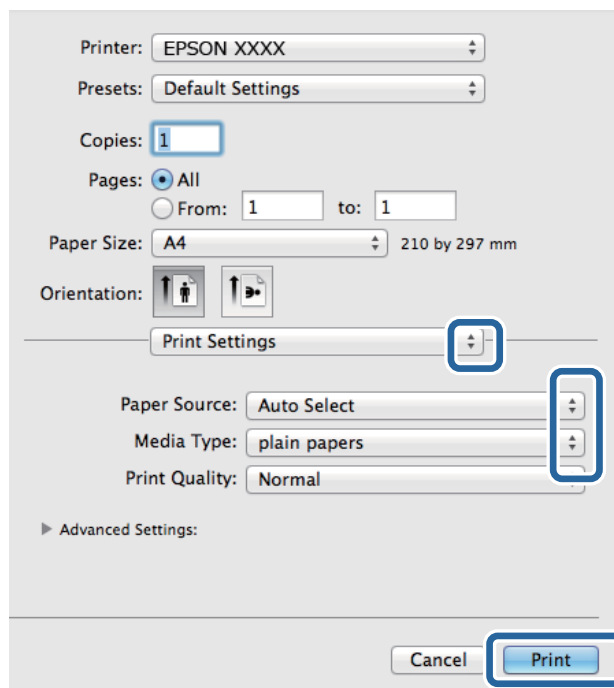 Printer: EPSON XXXX
Presets: Default Settings
Copies: 1
Pages: All
From: 1 to: 1
Paper Size: A4 210 by 297 mm
Orientation:
Print Settings
Paper Source: Auto Select
Media Type: plain papers
Print Quality: Normal
Advanced Settings:
Cancel Print